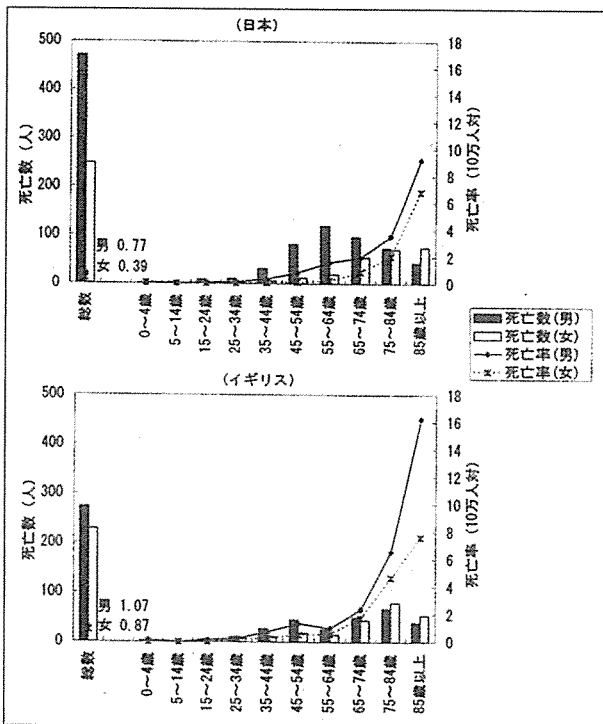 (日本)
死亡数（人）
500
400
300
200
100
0
男 0.77
女 0.39
死亡率（10万人対）
18
16
14
12
10
8
6
4
2
0
総数
0～4歳
5～14歳
15～24歳
25～34歳
35～44歳
45～54歳
55～64歳
65～74歳
75～84歳
85歳以上
死亡数(男)
死亡数(女)
死亡率(男)
死亡率(女)
(イギリス)
死亡数（人）
500
400
300
200
100
0
男 1.07
女 0.87
死亡率（10万人対）
18
16
14
12
10
8
6
4
2
0
総数
0～4歳
5～14歳
15～24歳
25～34歳
35～44歳
45～54歳
55～64歳
65～74歳
75～84歳
85歳以上